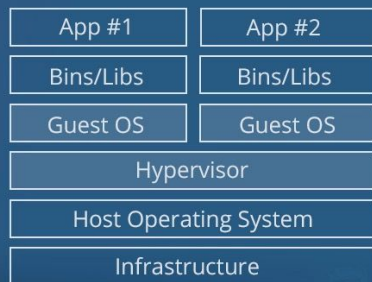 App #1 App #2
Bins/Libs Bins/Libs
Guest OS Guest OS
Hypervisor
Host Operating System
Infrastructure